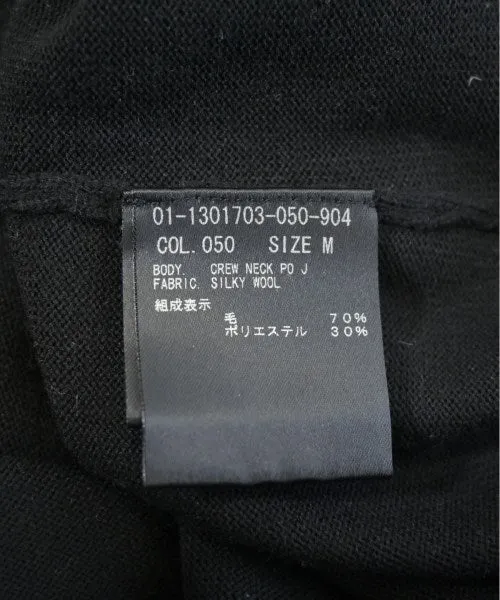 01-1301703-050-904
COL. 050 SIZE M
BODY. CREW NECK PO J
FABRIC. SILKY WOOL
組成表示
毛 70%
ポリエステル 30%